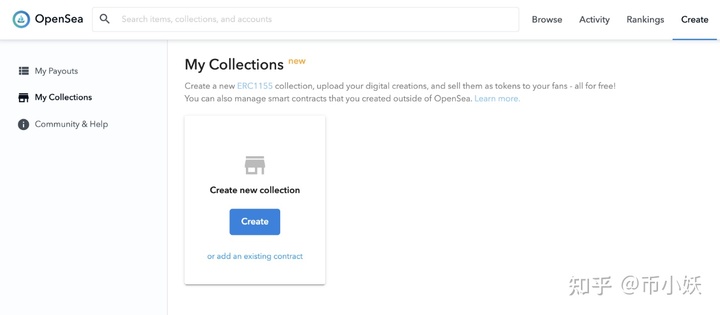 OpenSea
Search items, collections, and accounts
Browse
Activity
Rankings
Create
My Payouts
My Collections
Community & Help
My Collections new
Create a new ERC1155 collection, upload your digital creations, and sell them as tokens to your fans - all for free!
You can also manage smart contracts that you created outside of OpenSea. Learn more.
Create new collection
Create
or add an existing contract
知乎 @币小妖